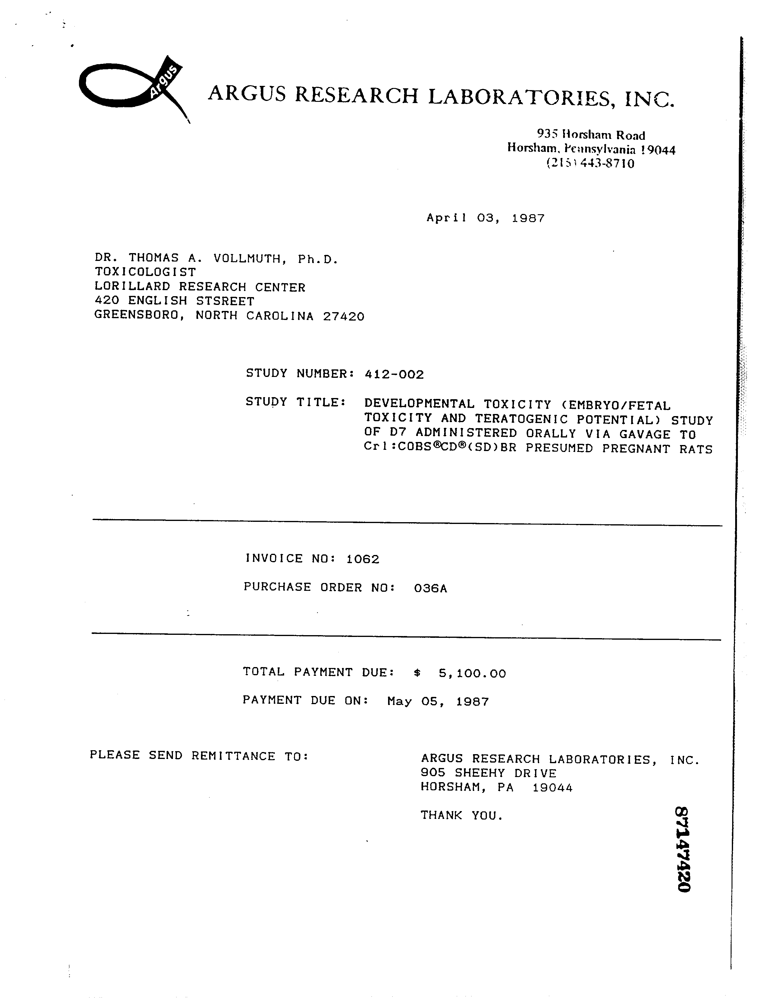 Argus
ARGUS RESEARCH LABORATORIES, INC.
935 Horsham Road
Horsham, Pennsylvania 19044
(215) 443-8710
April 03, 1987
DR. THOMAS A. VOLLMUTH, Ph.D.
TOXICOLOGIST
LORILLARD RESEARCH CENTER
420 ENGLISH STSREET
GREENSBORO, NORTH CAROLINA 27420
STUDY NUMBER: 412-002
STUDY TITLE: DEVELOPMENTAL TOXICITY (EMBRYO/FETAL
TOXICITY AND TERATOGENIC POTENTIAL) STUDY
OF D7 ADMINISTERED ORALLY VIA GAVAGE TO
Crl:COBS®CD®(SD)BR PRESUMED PREGNANT RATS
INVOICE NO: 1062
PURCHASE ORDER NO: 036A
TOTAL PAYMENT DUE: $ 5,100.00
PAYMENT DUE ON: May 05, 1987
PLEASE SEND REMITTANCE TO: ARGUS RESEARCH LABORATORIES, INC.
905 SHEEHY DRIVE
HORSHAM, PA 19044
THANK YOU.
87147420